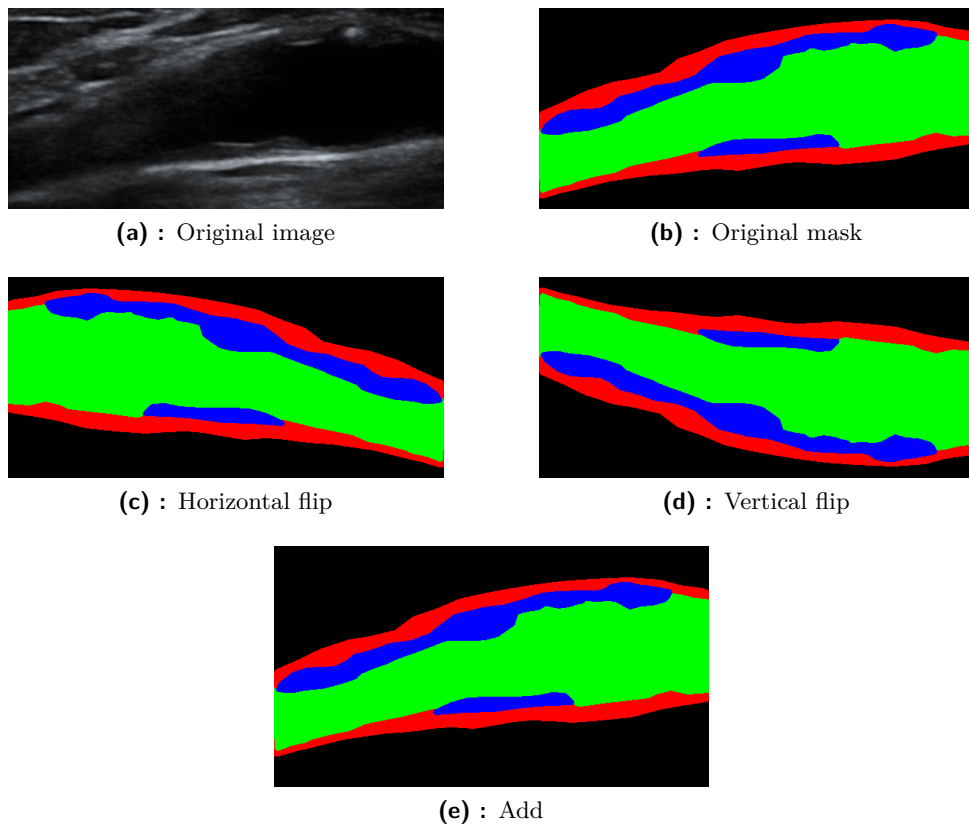 (a) : Original image
(b) : Original mask
(c) : Horizontal flip
(d) : Vertical flip
(e) : Add